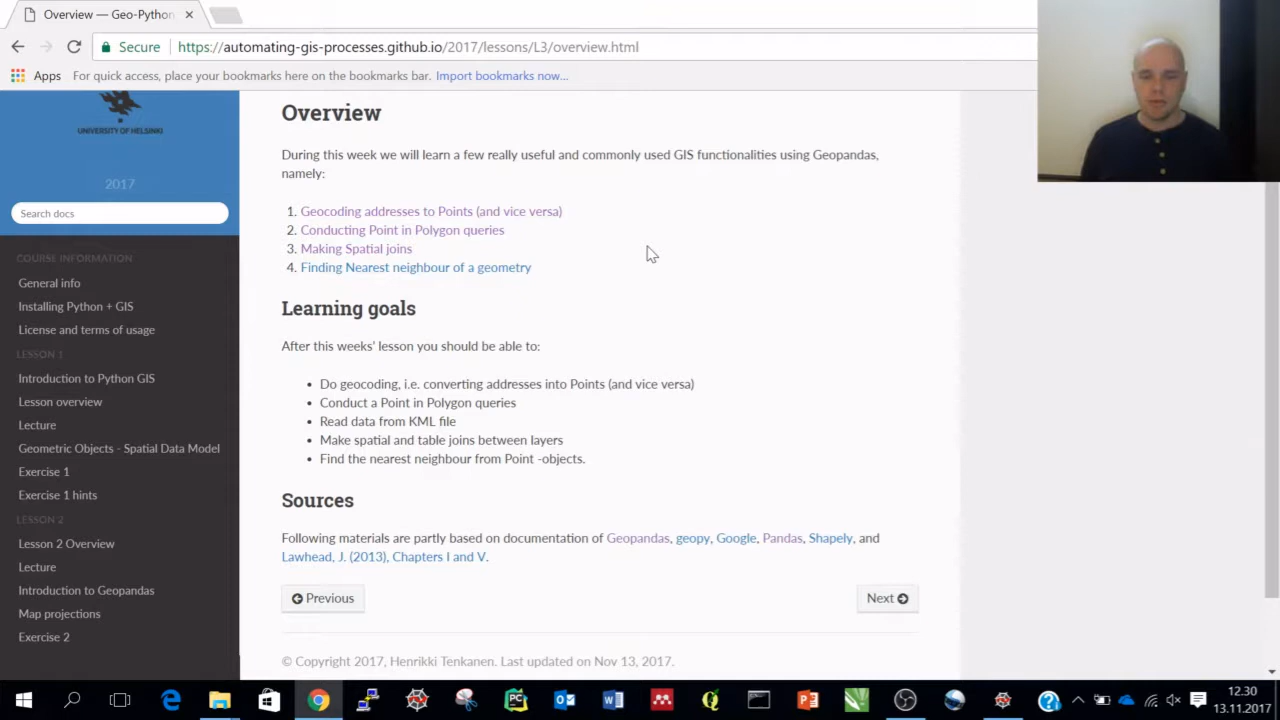 Overview — Geo-Python
Secure
https://automating-gis-processes.github.io/2017/lessons/L3/overview.html
Apps
For quick access, place your bookmarks here on the bookmarks bar.
Import bookmarks now...
UNIVERSITY OF HELSINKI
2017
Search docs
COURSE INFORMATION
General info
Installing Python + GIS
License and terms of usage
LESSON 1
Introduction to Python GIS
Lesson overview
Lecture
Geometric Objects - Spatial Data Model
Exercise 1
Exercise 1 hints
LESSON 2
Lesson 2 Overview
Lecture
Introduction to Geopandas
Map projections
Exercise 2
Overview
During this week we will learn a few really useful and commonly used GIS functionalities using Geopandas,
namely:
1. Geocoding addresses to Points (and vice versa)
2. Conducting Point in Polygon queries
3. Making Spatial joins
4. Finding Nearest neighbour of a geometry
Learning goals
After this weeks' lesson you should be able to:
• Do geocoding, i.e. converting addresses into Points (and vice versa)
• Conduct a Point in Polygon queries
• Read data from KML file
• Make spatial and table joins between layers
• Find the nearest neighbour from Point -objects.
Sources
Following materials are partly based on documentation of Geopandas, geopy, Google, Pandas, Shapely, and
Lawhead, J. (2013), Chapters I and V.
Previous
Next
© Copyright 2017, Henrikki Tenkanen. Last updated on Nov 13, 2017.
12.30
13.11.2017